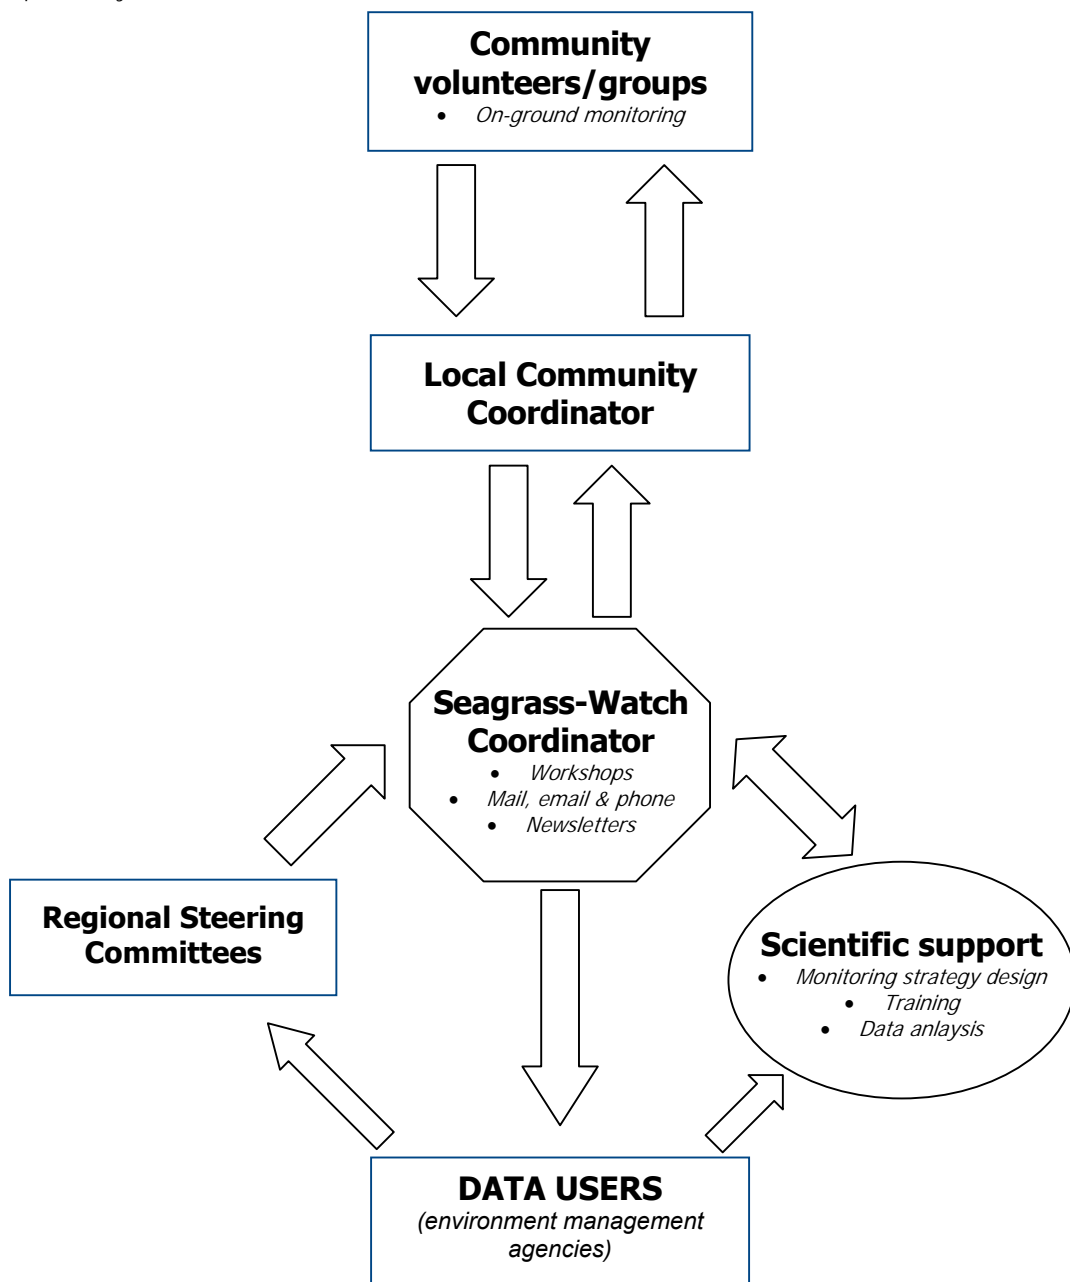 Community
volunteers/groups
• On-ground monitoring
Local Community
Coordinator
Seagrass-Watch
Coordinator
• Workshops
• Mail, email & phone
• Newsletters
Regional Steering
Committees
Scientific support
• Monitoring strategy design
• Training
• Data anlaysis
DATA USERS
(environment management
agencies)